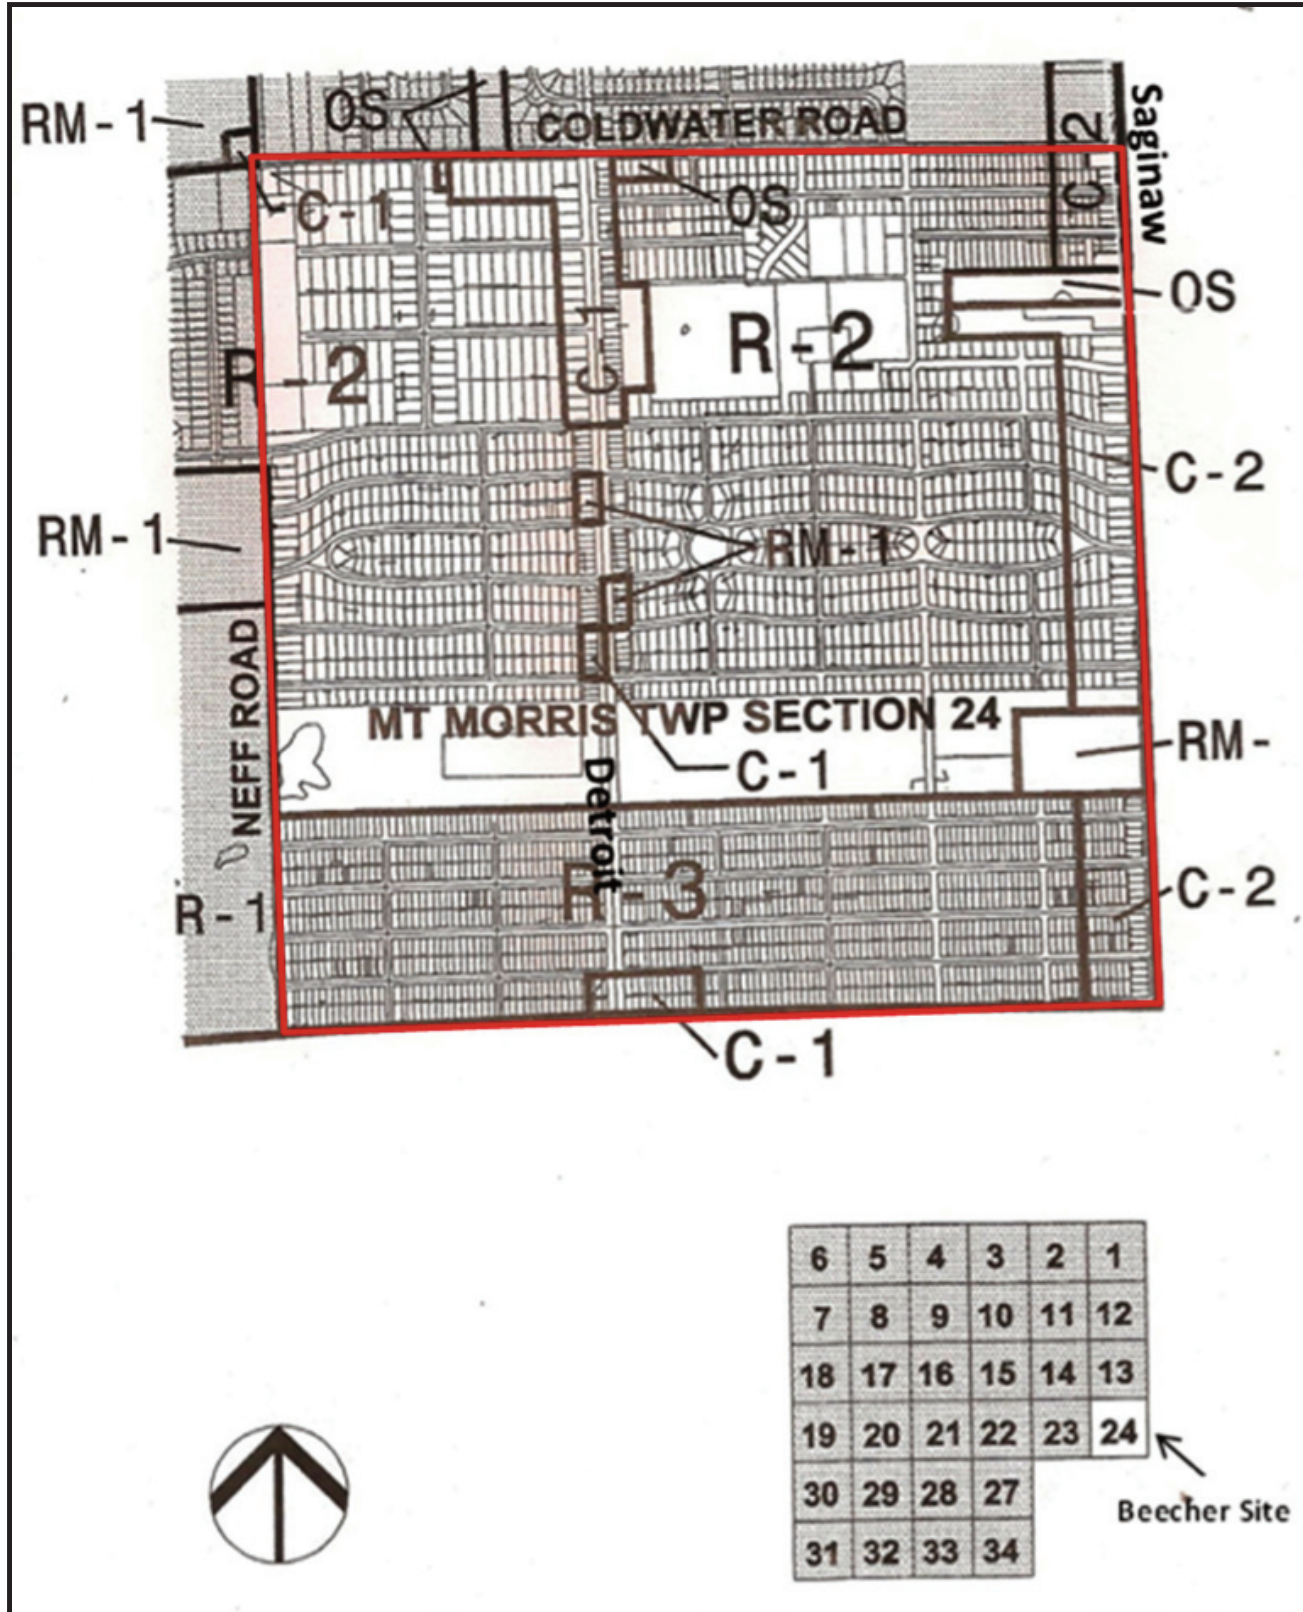 RM-1
OS
COLDWATER ROAD
C-2
Saginaw
C-1
OS
OS
R-2
C-1
R-2
C-2
RM-1
RM-1
NEFF ROAD
MT MORRIS TWP SECTION 24
C-1
RM-
Detroit
R-3
R-1
C-2
C-1
6 5 4 3 2 1
7 8 9 10 11 12
18 17 16 15 14 13
19 20 21 22 23 24
30 29 28 27
31 32 33 34
Beecher Site